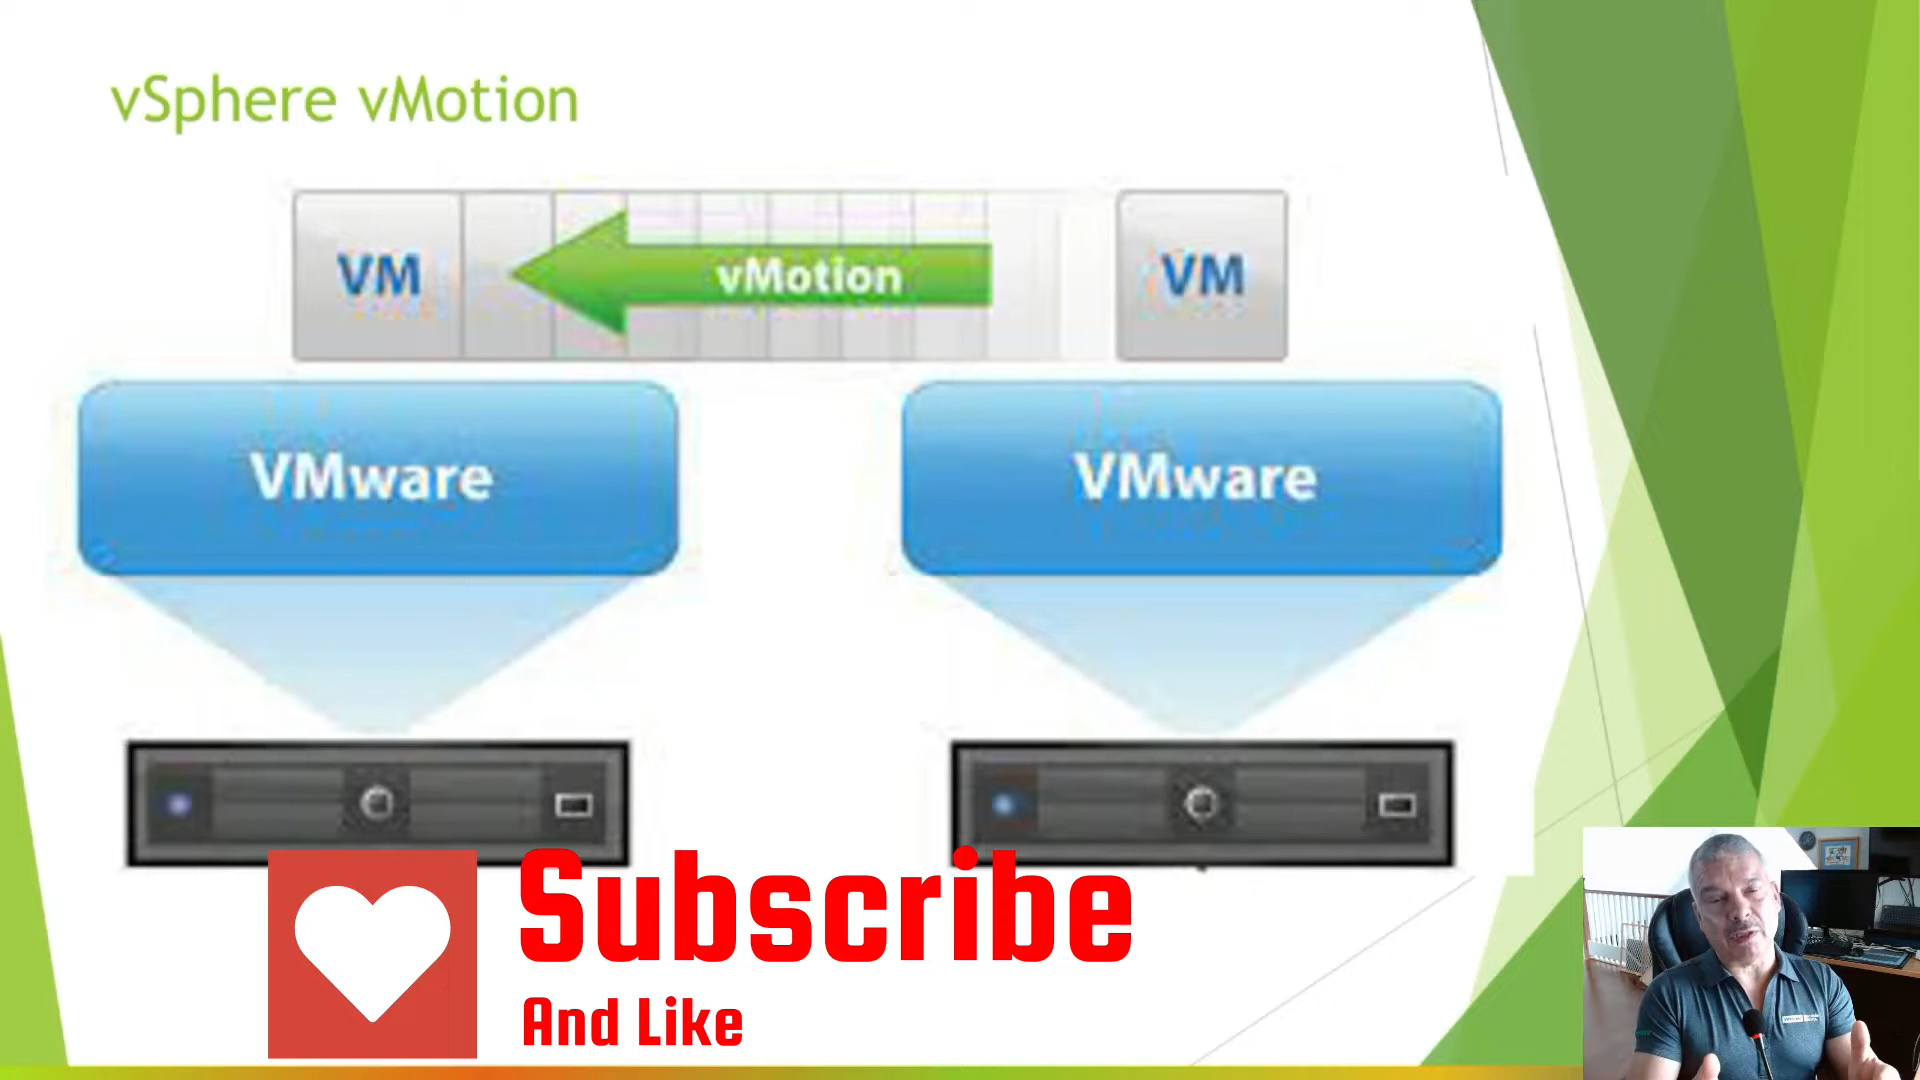 vSphere vMotion
VM
vMotion
VM
VMware
VMware
Subscribe
And Like